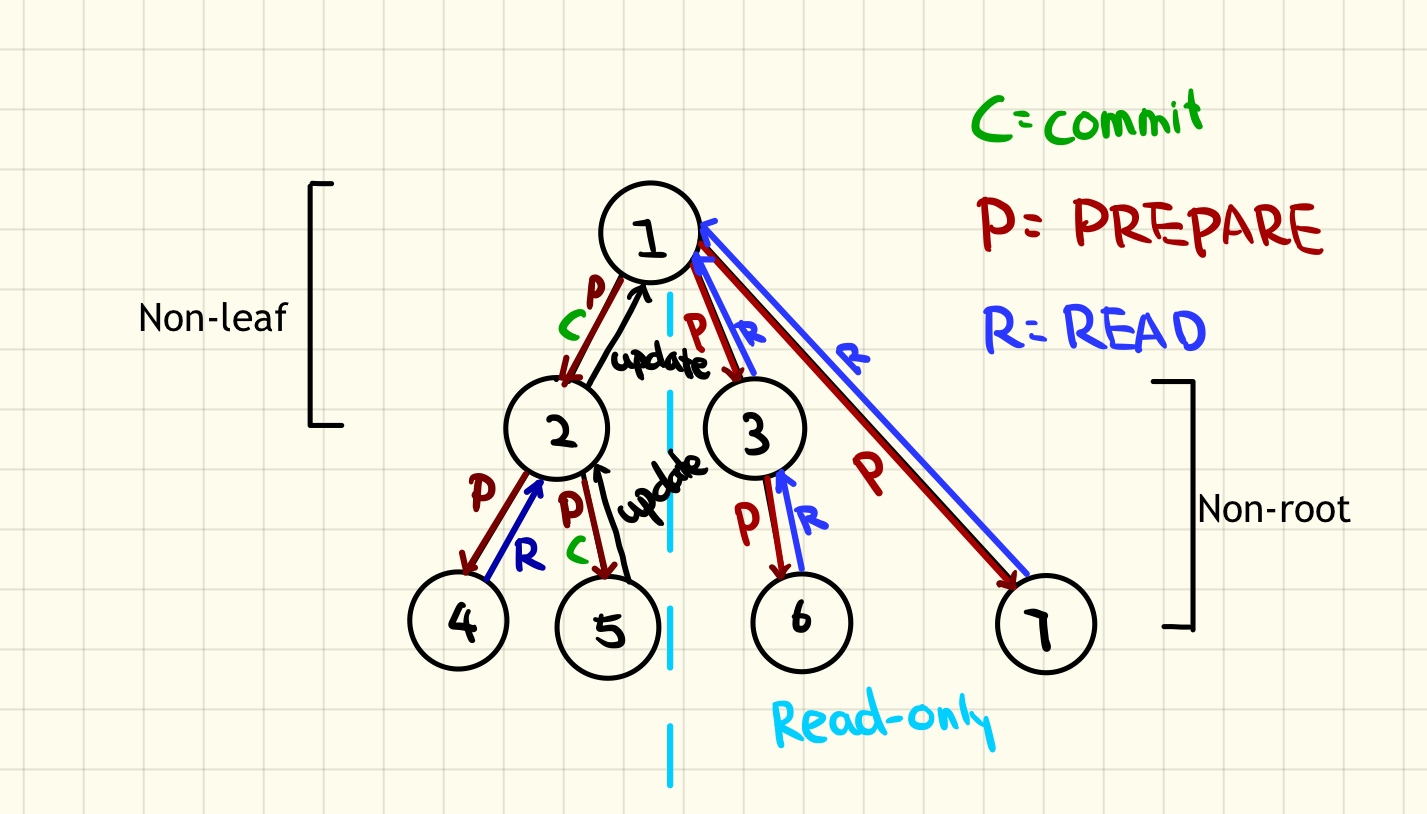 C=commit
P= PREPARE
R=READ
1
Non-leaf
P
C
update
P
R
R
2
3
P
P
R
P
C
update
P
R
Non-root
4
5
6
7
Read-only